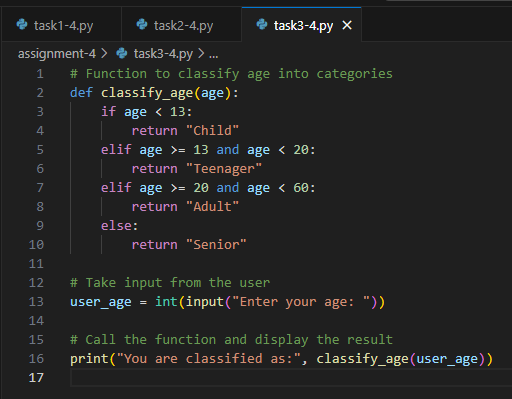 task1-4.py task2-4.py task3-4.py ×
assignment-4 > task3-4.py > ...
1 # Function to classify age into categories
2 def classify_age(age):
3     if age < 13:
4         return "Child"
5     elif age >= 13 and age < 20:
6         return "Teenager"
7     elif age >= 20 and age < 60:
8         return "Adult"
9     else:
10         return "Senior"
11
12 # Take input from the user
13 user_age = int(input("Enter your age: "))
14
15 # Call the function and display the result
16 print("You are classified as:", classify_age(user_age))
17